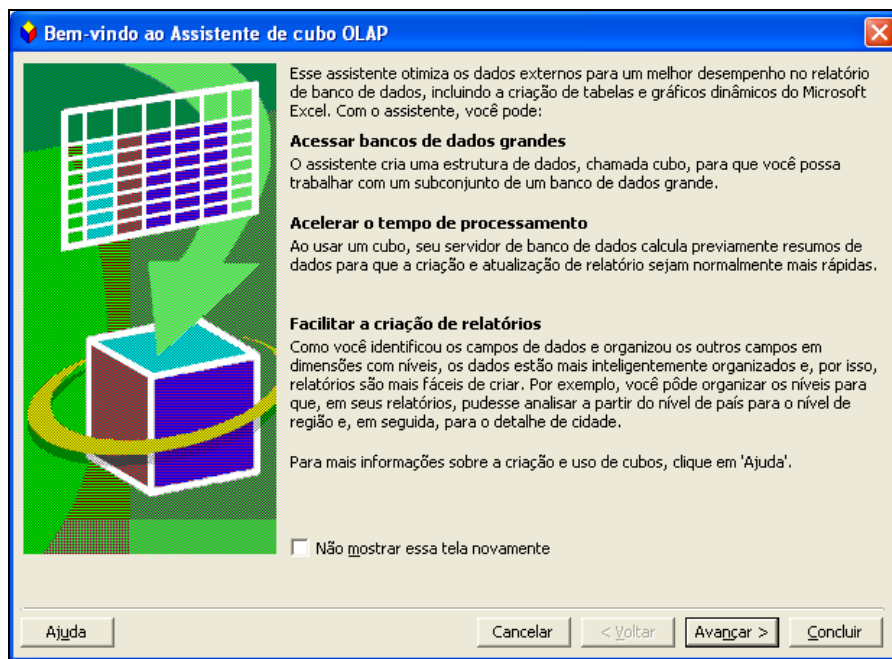 Bem-vindo ao Assistente de cubo OLAP
Esse assistente otimiza os dados externos para um melhor desempenho no relatório
de banco de dados, incluindo a criação de tabelas e gráficos dinâmicos do Microsoft
Excel. Com o assistente, você pode:
Acessar bancos de dados grandes
O assistente cria uma estrutura de dados, chamada cubo, para que você possa
trabalhar com um subconjunto de um banco de dados grande.
Acelerar o tempo de processamento
Ao usar um cubo, seu servidor de banco de dados calcula previamente resumos de
dados para que a criação e atualização de relatório sejam normalmente mais rápidas.
Facilitar a criação de relatórios
Como você identificou os campos de dados e organizou os outros campos em
dimensões com níveis, os dados estão mais inteligentemente organizados e, por isso,
relatórios são mais fáceis de criar. Por exemplo, você pôde organizar os níveis para
que, em seus relatórios, pudesse analisar a partir do nível de país para o nível de
região e, em seguida, para o detalhe de cidade.
Para mais informações sobre a criação e uso de cubos, clique em 'Ajuda'.
Não mostrar essa tela novamente
Ajuda Cancelar < Voltar Avançar > Concluir